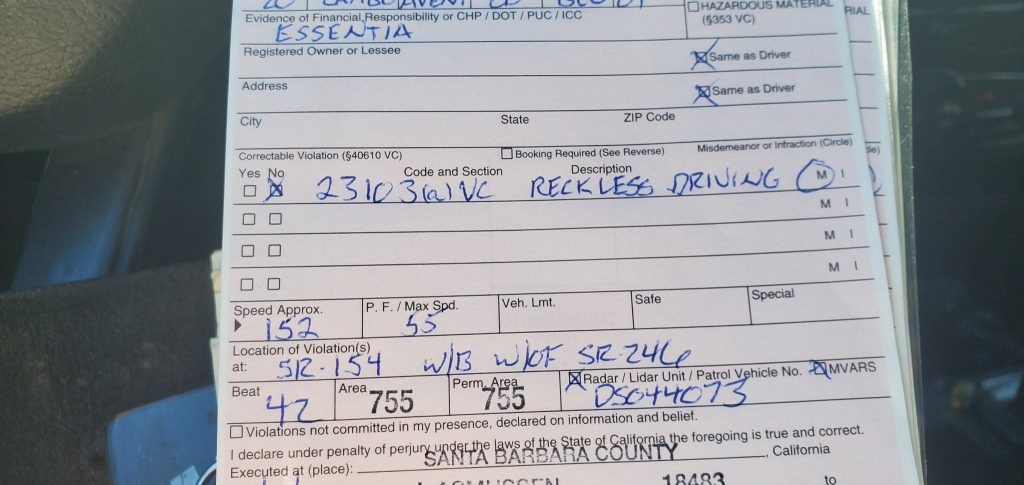 HAZARDOUS MATERIAL
(§353 VC)
RIAL
Evidence of Financial Responsibility or CHP / DOT / PUC / ICC
ESSENTIA
Registered Owner or Lessee
Same as Driver
Address
Same as Driver
City State ZIP Code
Correctable Violation (§40610 VC) Booking Required (See Reverse) Misdemeanor or Infraction (Circle)
Yes No Code and Section Description
23103(a)VC RECKLESS DRIVING M I
M I
M I
M I
Speed Approx. P. F. / Max Spd. Veh. Lmt. Safe Special
152 55
Location of Violation(s)
at: SR-154 W/B W/OF SR-246
Beat Area Perm. Area Radar / Lidar Unit / Patrol Vehicle No. MVARS
42 755 755 DS044073
Violations not committed in my presence, declared on information and belief.
I declare under penalty of perjury under the laws of the State of California the foregoing is true and correct.
Executed at (place): SANTA BARBARA COUNTY, California
18483 to